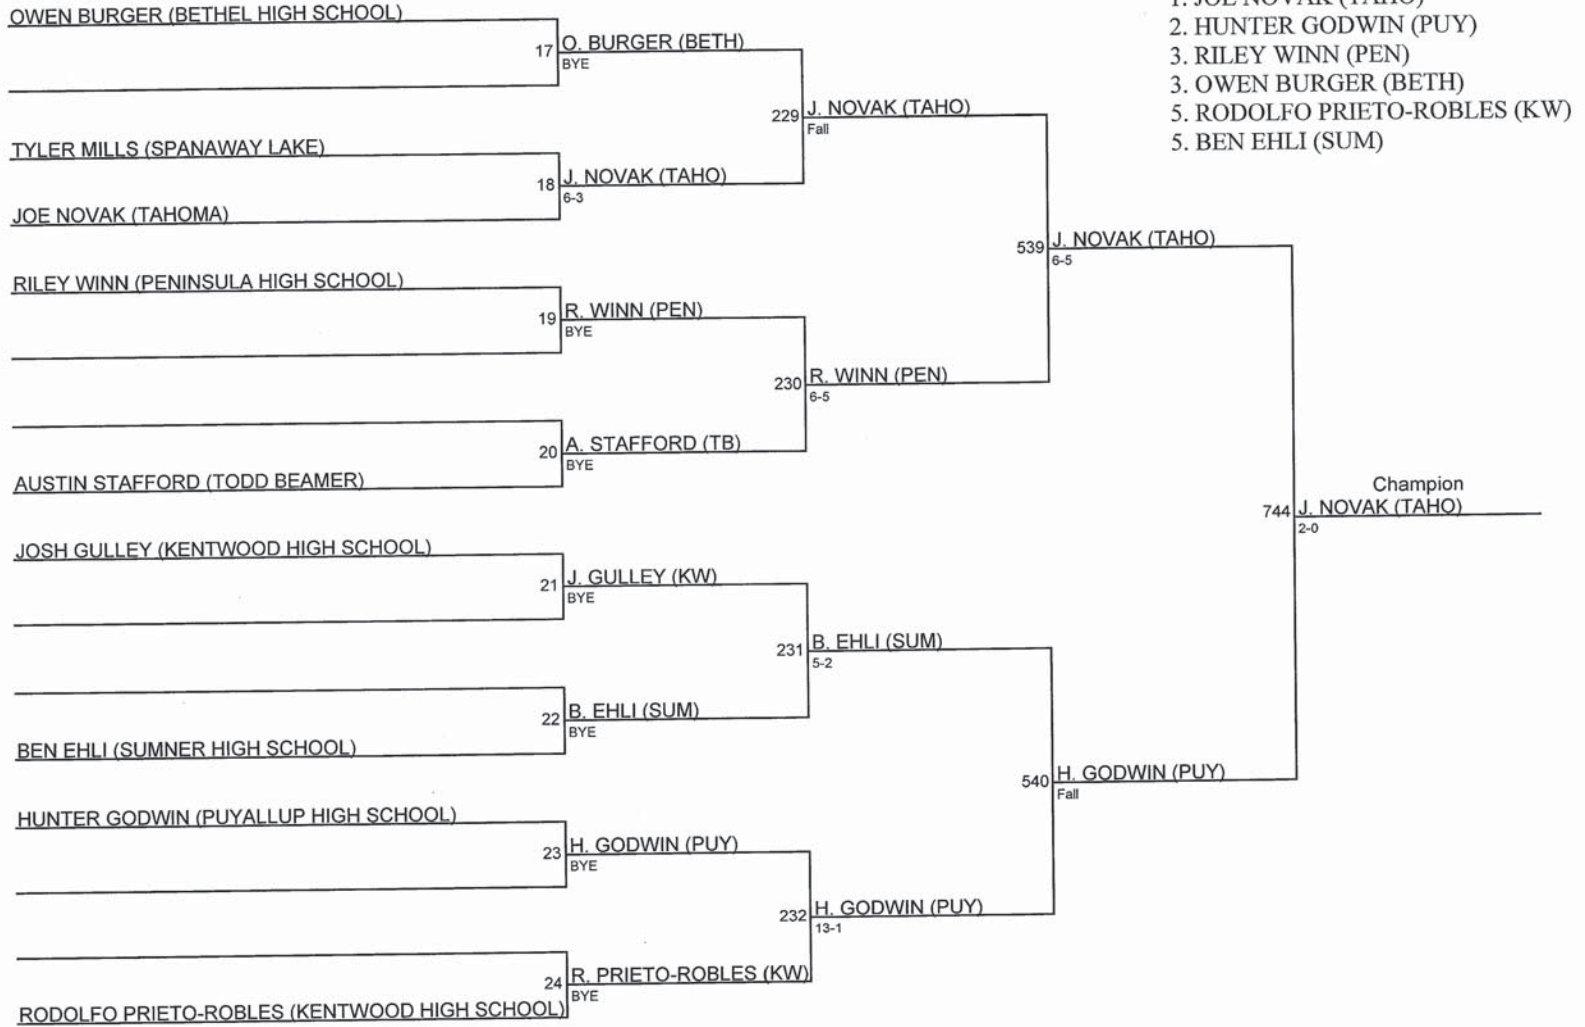 OWEN BURGER (BETHEL HIGH SCHOOL)
17 O. BURGER (BETH)
BYE
TYLER MILLS (SPANAWAY LAKE)
18 J. NOVAK (TAHO)
6-3
JOE NOVAK (TAHOMA)
229 J. NOVAK (TAHO)
Fall
RILEY WINN (PENINSULA HIGH SCHOOL)
19 R. WINN (PEN)
BYE
230 R. WINN (PEN)
6-5
20 A. STAFFORD (TB)
BYE
AUSTIN STAFFORD (TODD BEAMER)
539 J. NOVAK (TAHO)
6-5
JOSH GULLEY (KENTWOOD HIGH SCHOOL)
21 J. GULLEY (KW)
BYE
231 B. EHLI (SUM)
5-2
22 B. EHLI (SUM)
BYE
BEN EHLI (SUMNER HIGH SCHOOL)
HUNTER GODWIN (PUYALLUP HIGH SCHOOL)
23 H. GODWIN (PUY)
BYE
232 H. GODWIN (PUY)
13-1
24 R. PRIETO-ROBLES (KW)
BYE
RODOLFO PRIETO-ROBLES (KENTWOOD HIGH SCHOOL)
540 H. GODWIN (PUY)
Fall
Champion
744 J. NOVAK (TAHO)
2-0
1. JOE NOVAK (TAHO)
2. HUNTER GODWIN (PUY)
3. RILEY WINN (PEN)
3. OWEN BURGER (BETH)
5. RODOLFO PRIETO-ROBLES (KW)
5. BEN EHLI (SUM)